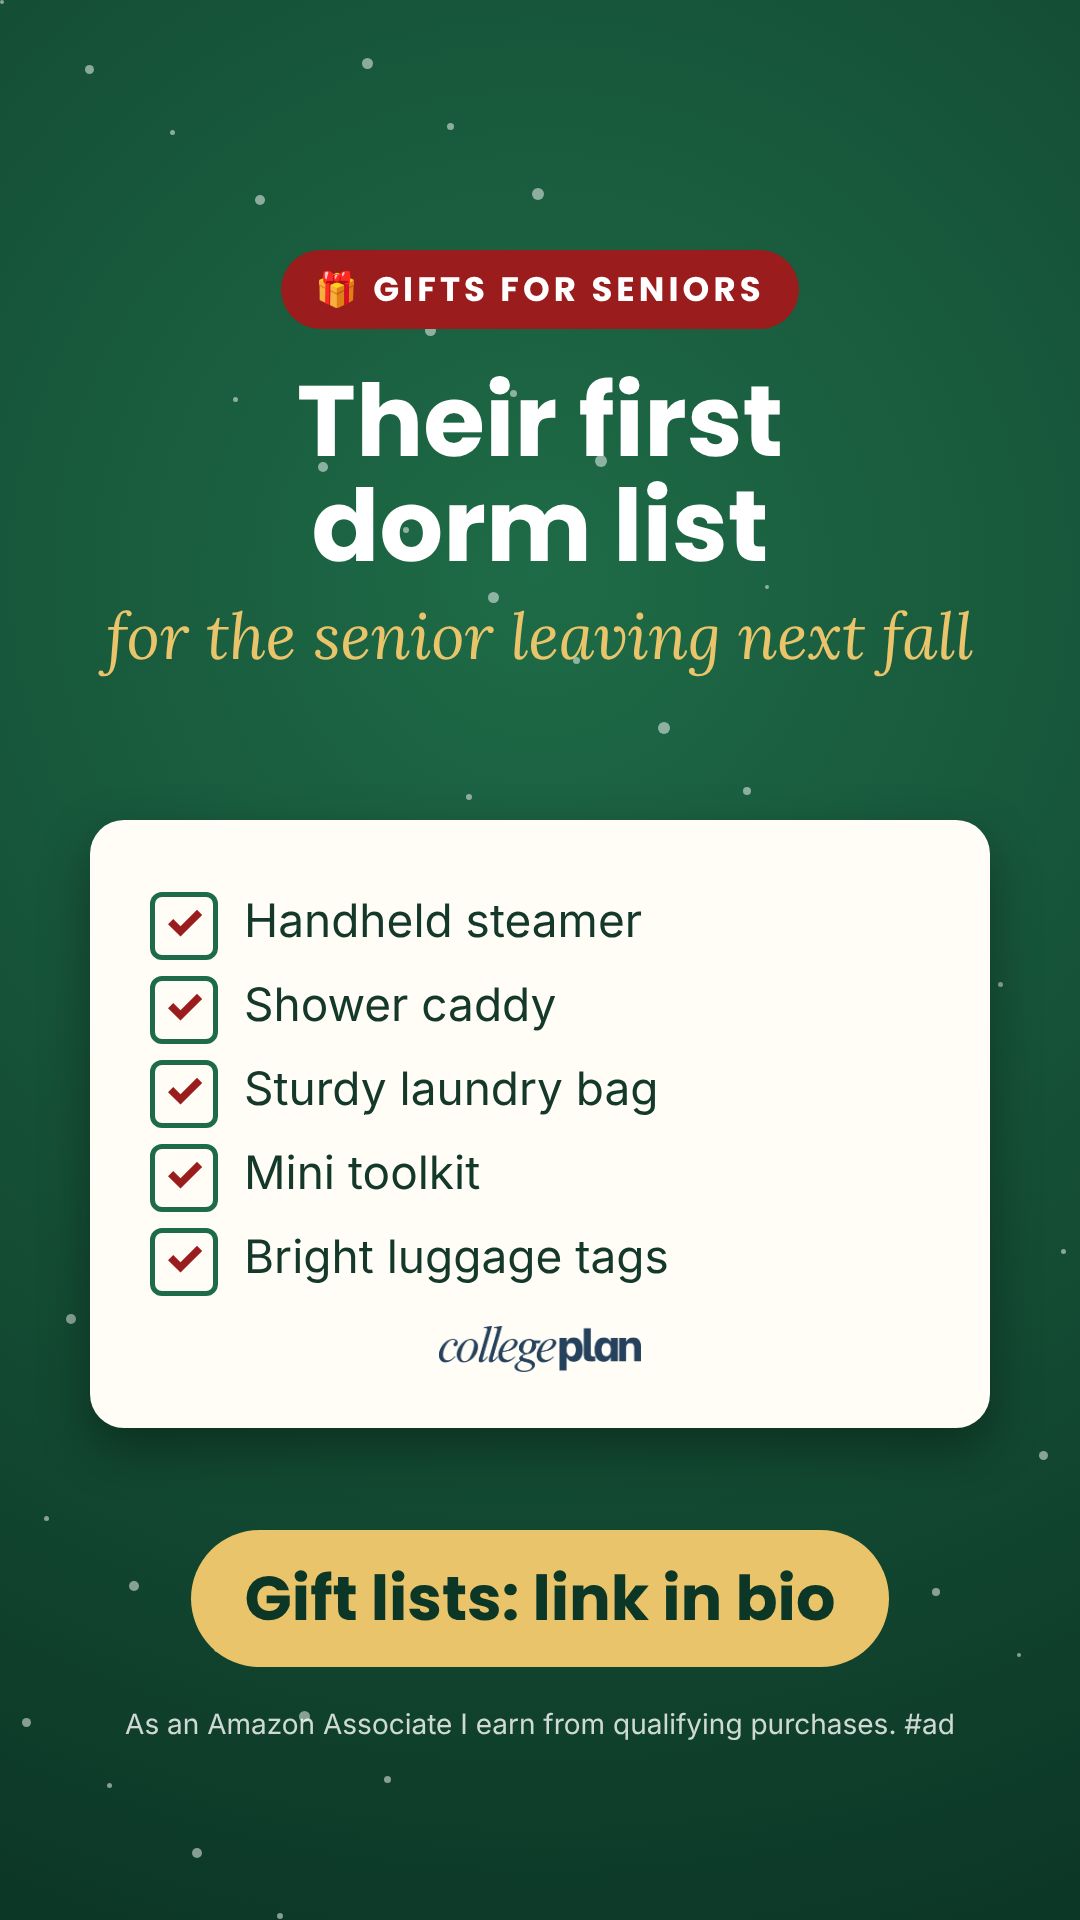 🎁 GIFTS FOR SENIORS
Their first
dorm list
for the senior leaving next fall
Handheld steamer
Shower caddy
Sturdy laundry bag
Mini toolkit
Bright luggage tags
collegeplan
Gift lists: link in bio
As an Amazon Associate I earn from qualifying purchases. #ad